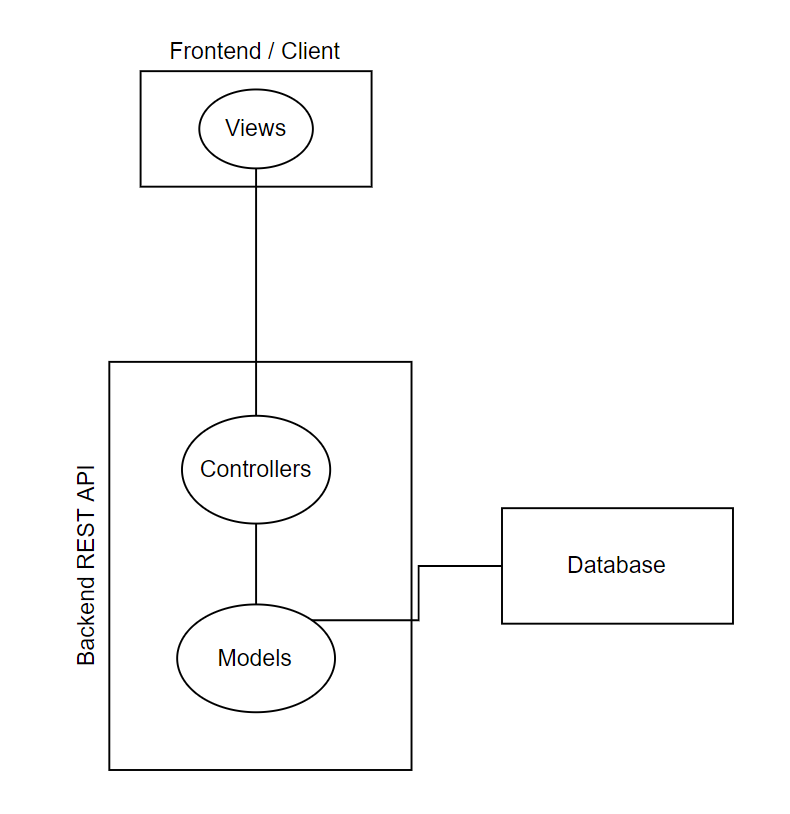 Frontend / Client
Views
Backend REST API
Controllers
Database
Models